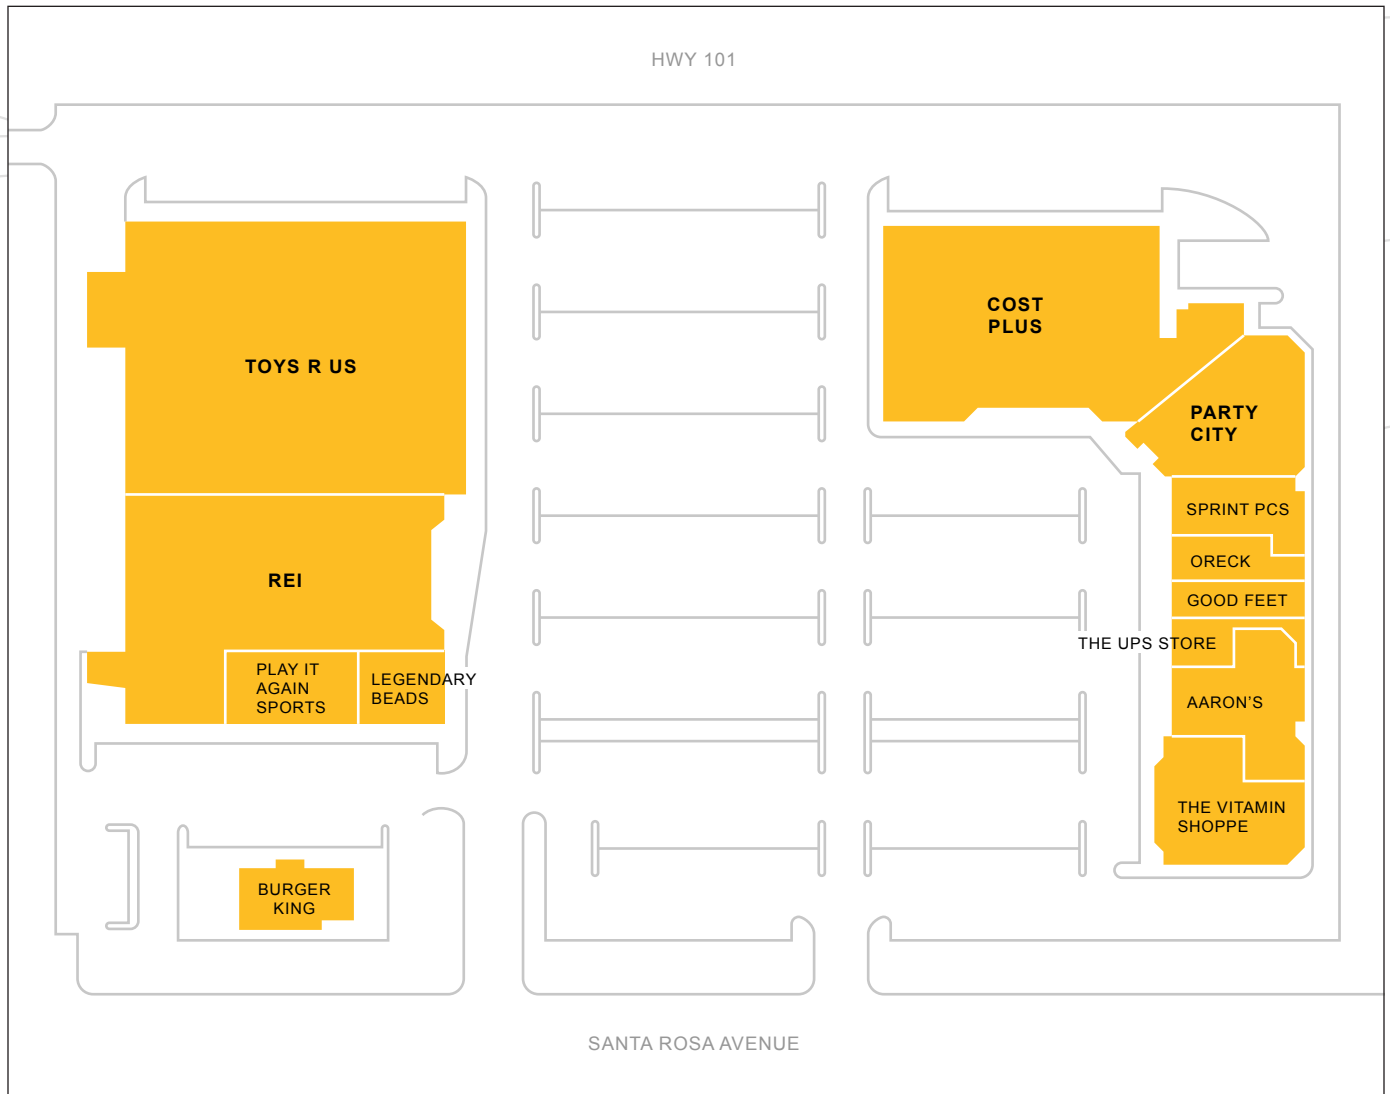 HWY 101
TOYS R US
COST
PLUS
PARTY
CITY
SPRINT PCS
ORECK
GOOD FEET
THE UPS STORE
AARON'S
THE VITAMIN
SHOPPE
REI
PLAY IT
AGAIN
SPORTS
LEGENDARY
BEADS
BURGER
KING
SANTA ROSA AVENUE